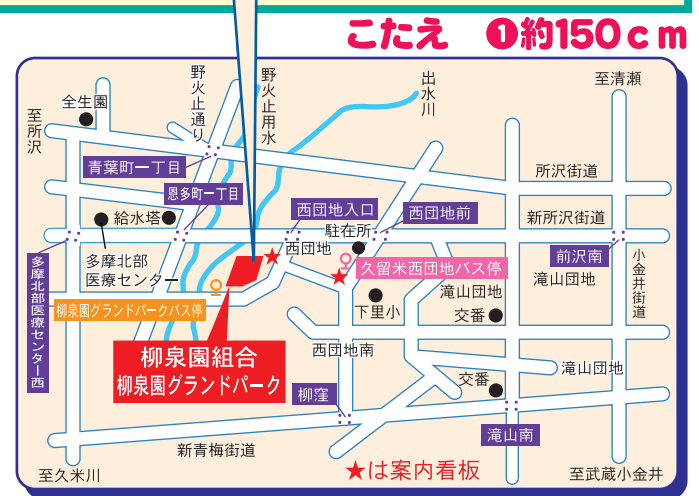 こたえ ❶約150cm
至清瀬
全生園
野火止通り
野火止用水
出水川
至所沢
青葉町一丁目
所沢街道
恩多町一丁目
給水塔
西団地入口
西団地前
新所沢街道
駐在所
西団地
前沢南
多摩北部
医療センター
久留米西団地バス停
小金井街道
多摩北部医療センター西
滝山団地
滝山団地
柳泉園グランドパークバス停
下里小
交番
柳泉園組合
柳泉園グランドパーク
西団地南
滝山団地
交番
柳窪
滝山南
新青梅街道
★は案内看板
至久米川
至武蔵小金井